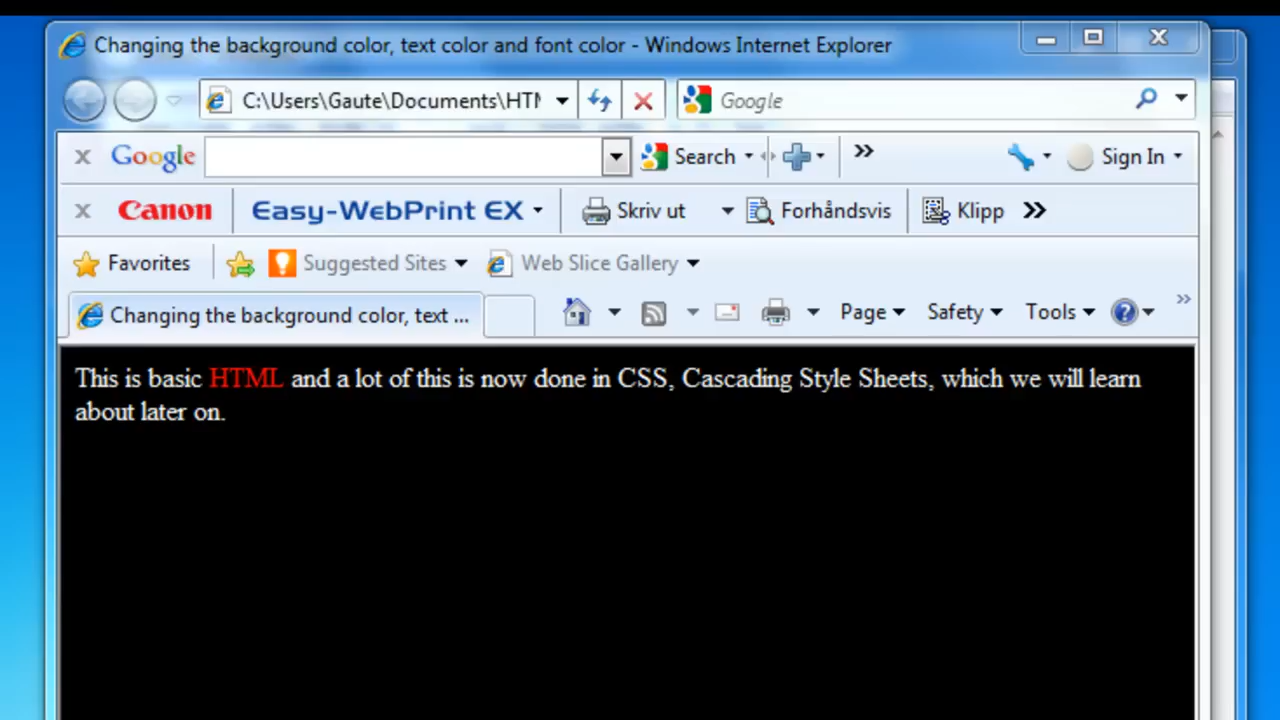 Changing the background color, text color and font color - Windows Internet Explorer
C:\Users\Gaute\Documents\HTM Google
Google Search Sign In
Canon Easy-WebPrint EX Skriv ut Forhåndsvis Klipp
Favorites Suggested Sites Web Slice Gallery
Changing the background color, text ... Page Safety Tools
This is basic HTML and a lot of this is now done in CSS, Cascading Style Sheets, which we will learn
about later on.